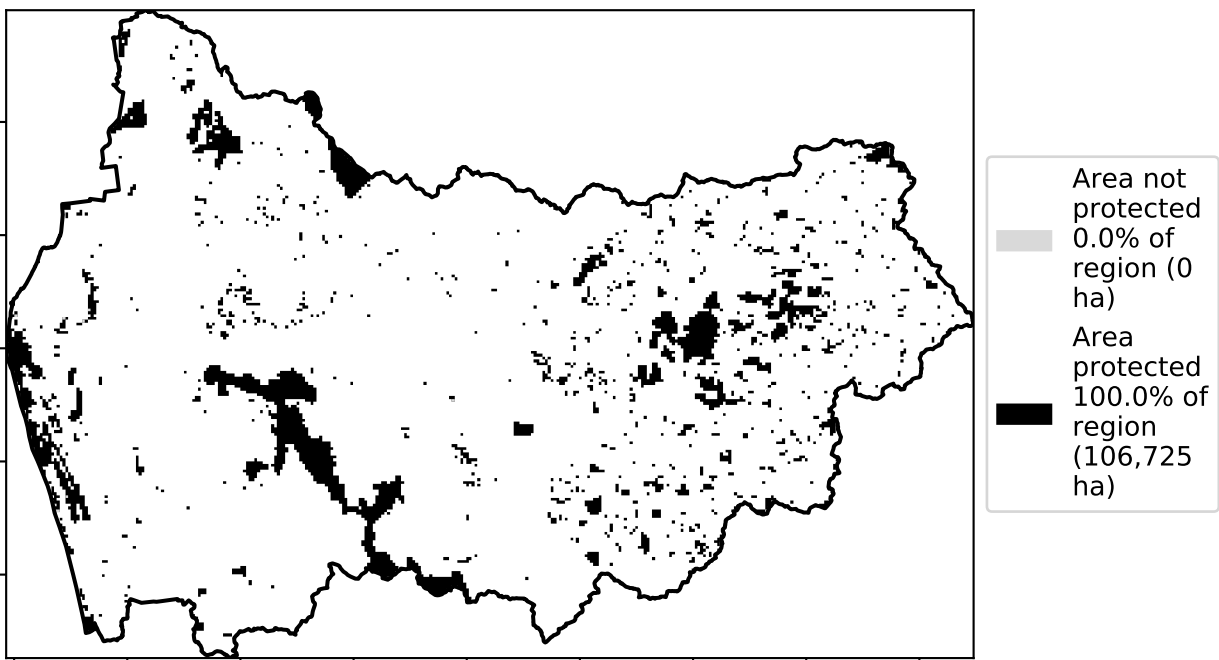 Area not
protected
0.0% of
region (0
ha)
Area
protected
100.0% of
region
(106,725
ha)